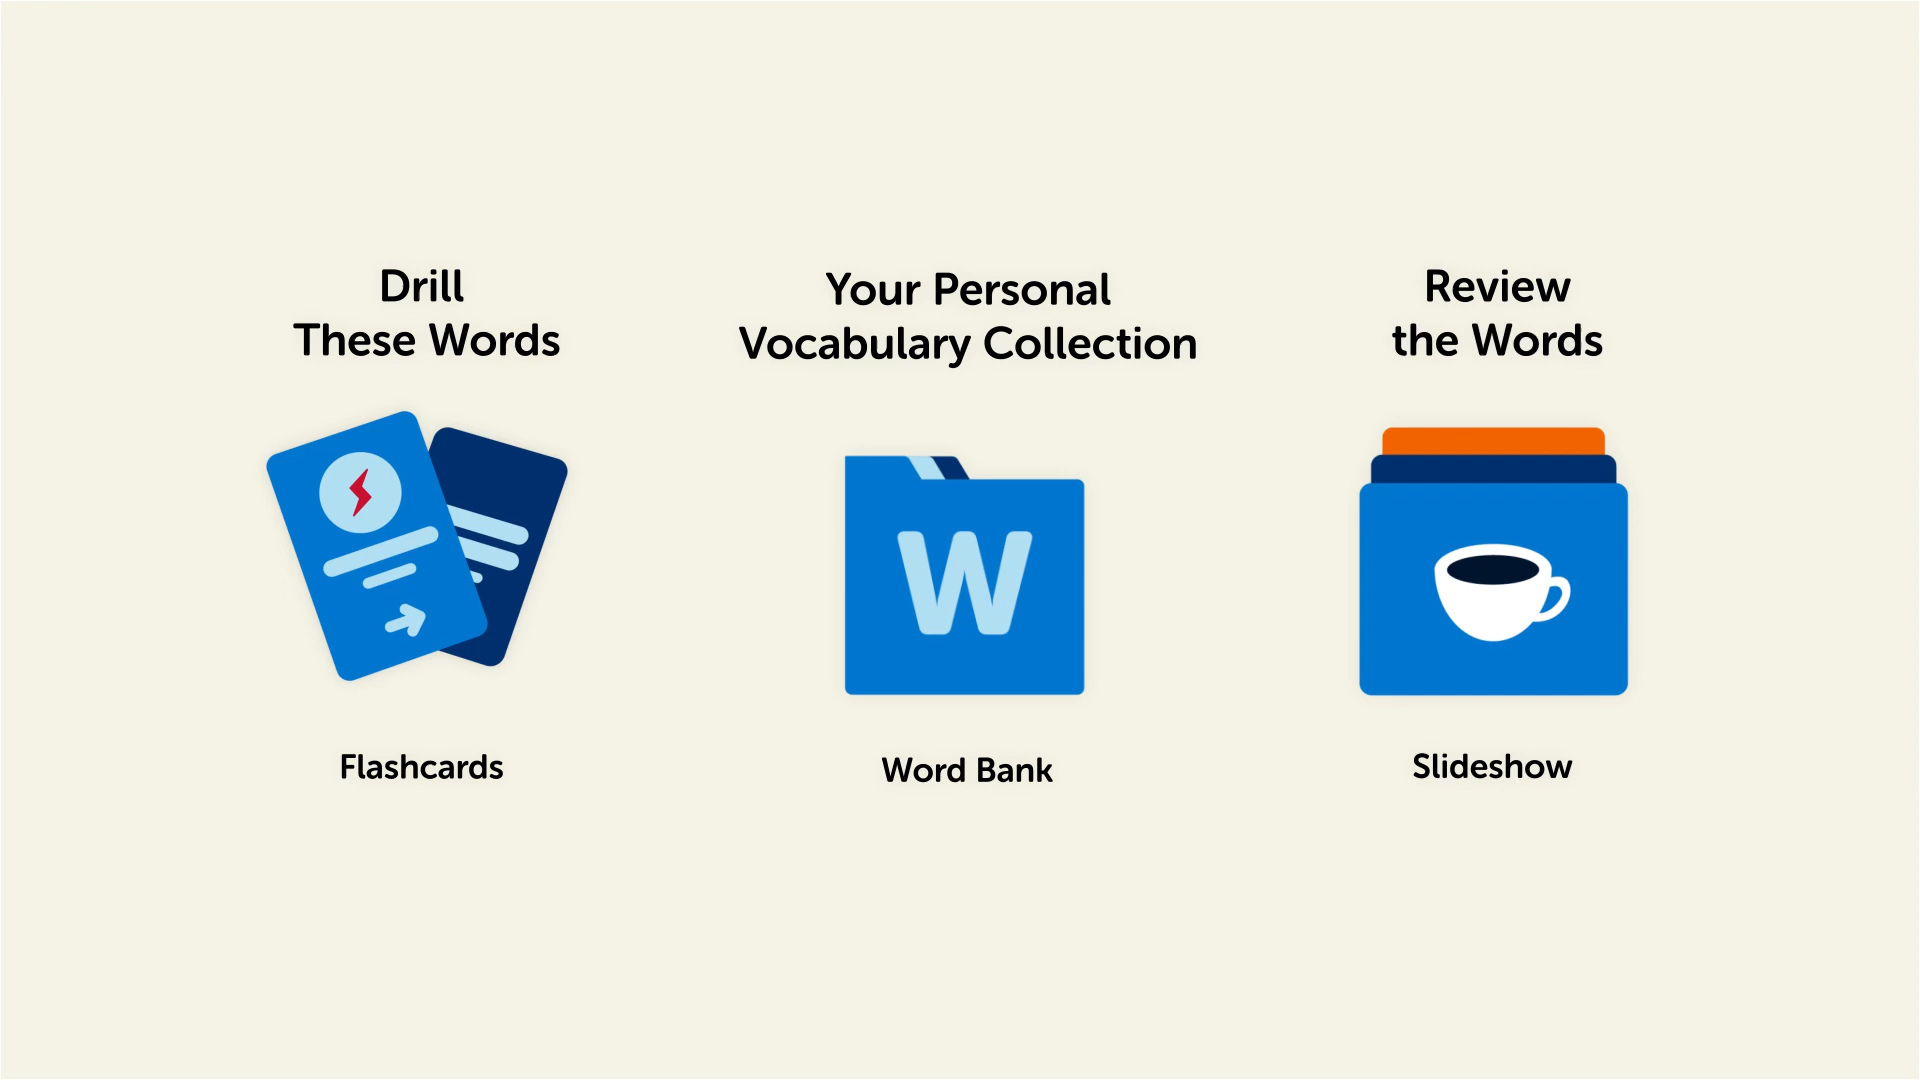 Drill
These Words
Flashcards
Your Personal
Vocabulary Collection
W
Word Bank
Review
the Words
Slideshow